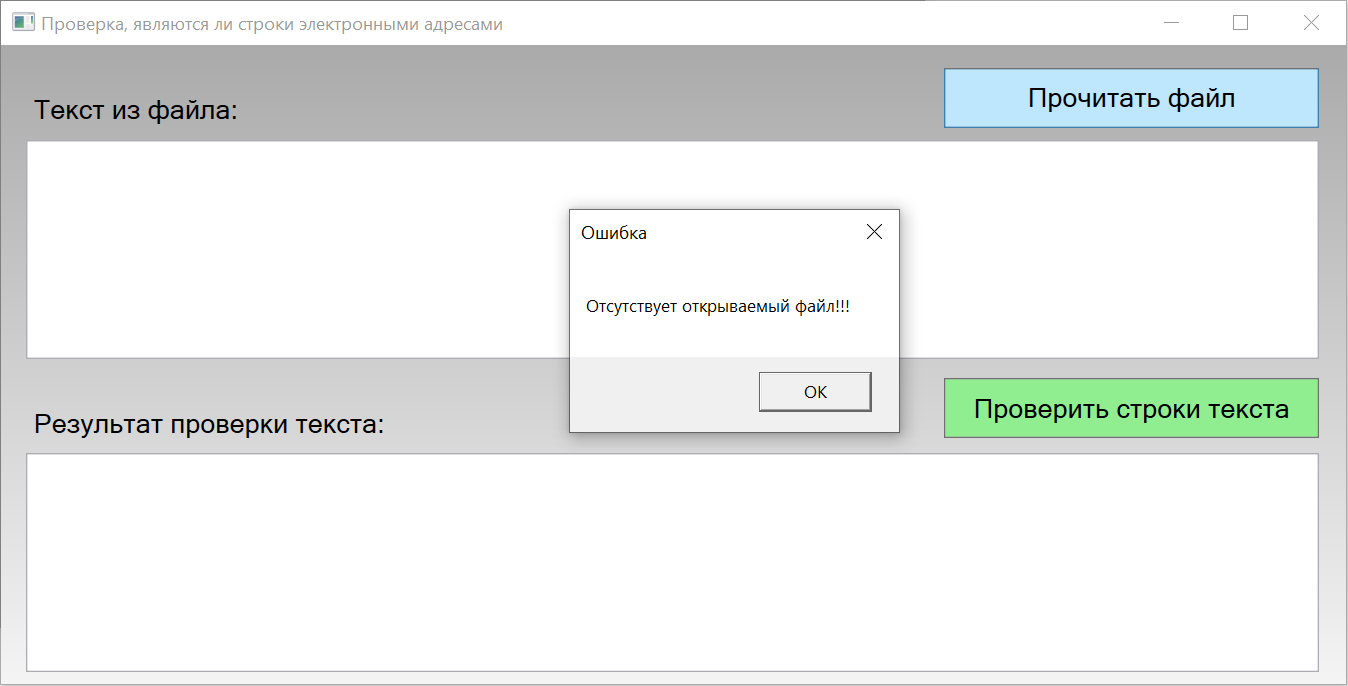 Проверка, являются ли строки электронными адресами
Текст из файла:
Прочитать файл
Ошибка
Отсутствует открываемый файл!!!
OK
Результат проверки текста:
Проверить строки текста